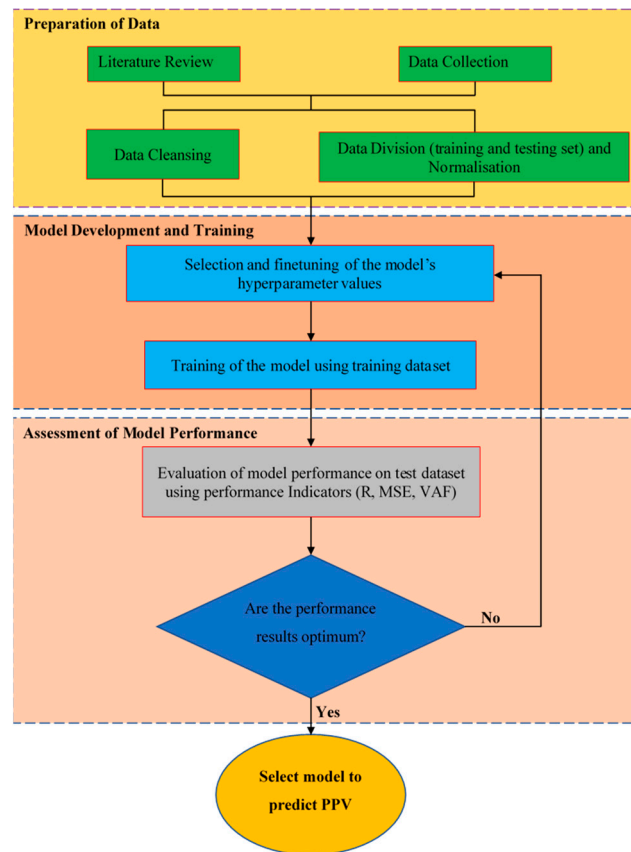 Preparation of Data
Literature Review
Data Collection
Data Cleansing
Data Division (training and testing set) and
Normalisation
Model Development and Training
Selection and finetuning of the model's
hyperparameter values
Training of the model using training dataset
Assessment of Model Performance
Evaluation of model performance on test dataset
using performance Indicators (R, MSE, VAF)
Are the performance
results optimum?
No
Yes
Select model to
predict PPV